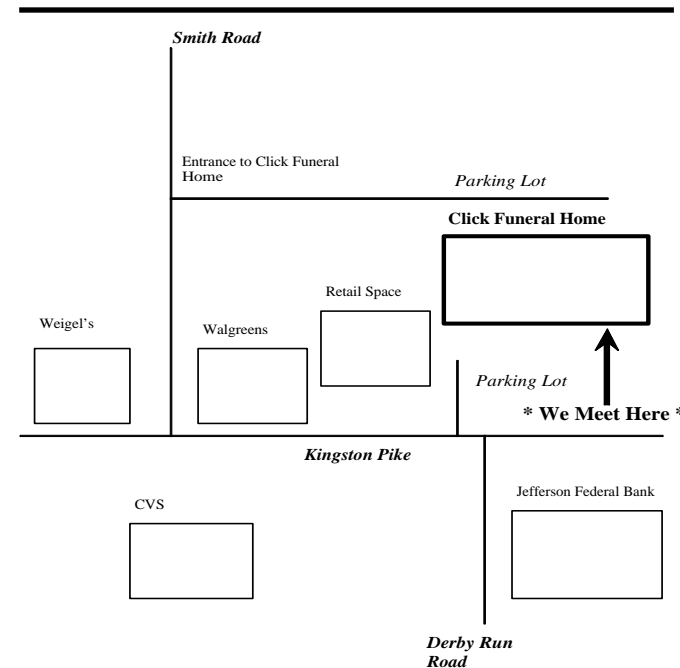 Smith Road
Entrance to Click Funeral
Home
Parking Lot
Click Funeral Home
Retail Space
Weigel's
Walgreens
Parking Lot
* We Meet Here *
Kingston Pike
Jefferson Federal Bank
CVS
Derby Run
Road